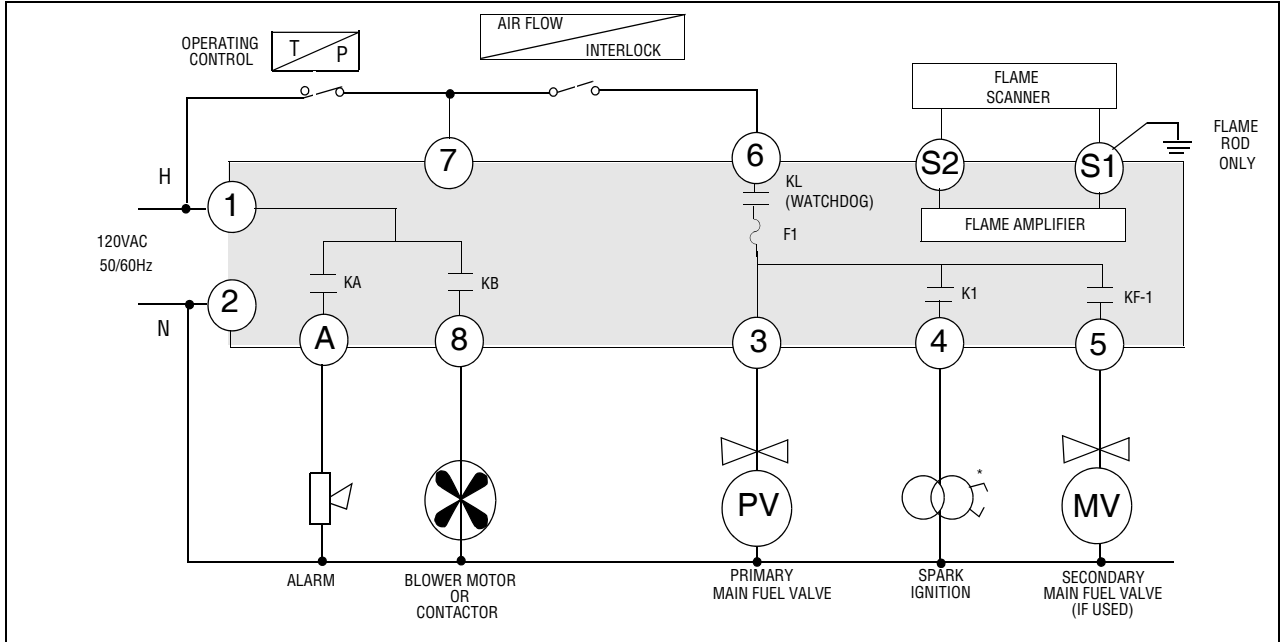 AIR FLOW
INTERLOCK
OPERATING
CONTROL
T
P
FLAME
SCANNER
FLAME
ROD
ONLY
7
6
S2
S1
H
1
KL
(WATCHDOG)
F1
FLAME AMPLIFIER
120VAC
50/60Hz
2
N
KA
KB
K1
KF-1
A
8
3
4
5
PV
*
MV
ALARM
BLOWER MOTOR
OR
CONTACTOR
PRIMARY
MAIN FUEL VALVE
SPARK
IGNITION
SECONDARY
MAIN FUEL VALVE
(IF USED)